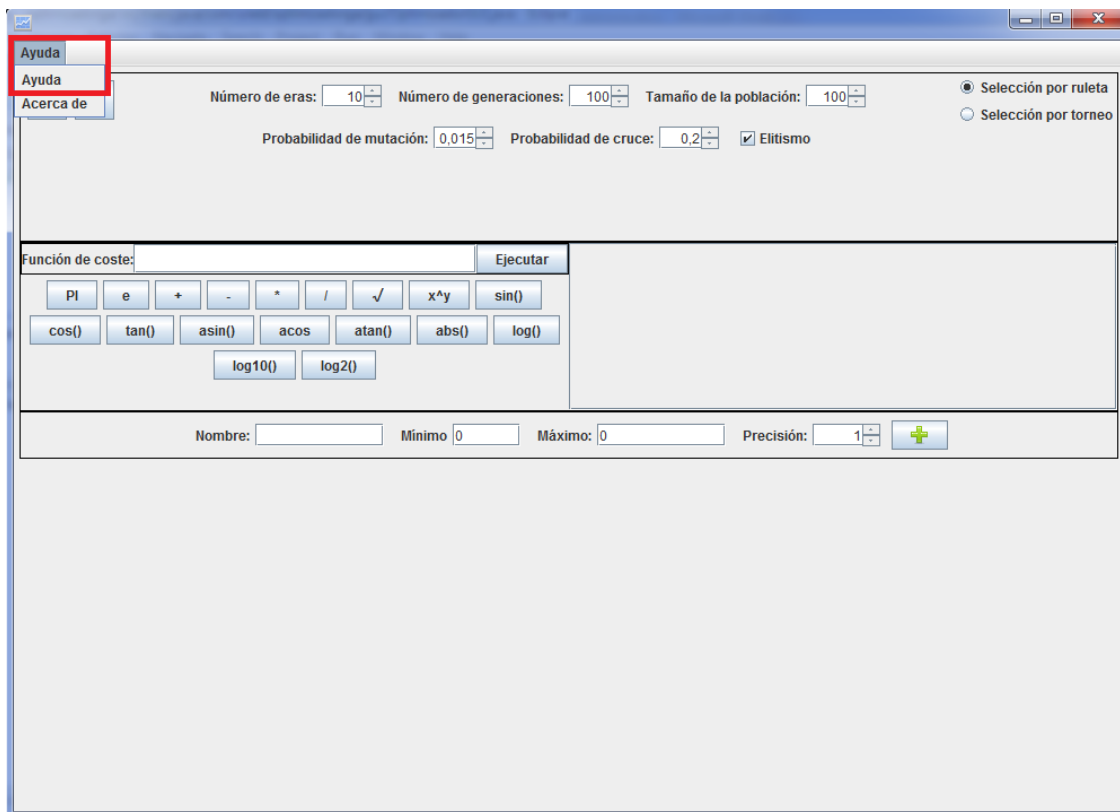 Ayuda
Ayuda
Acerca de
Número de eras: 10 Número de generaciones: 100 Tamaño de la población: 100
Selección por ruleta
Selección por torneo
Probabilidad de mutación: 0,015 Probabilidad de cruce: 0,2 Elitismo
Función de coste: Ejecutar
PI e + - * / √ x^y sin()
cos() tan() asin() acos atan() abs() log()
log10() log2()
Nombre: Mínimo 0 Máximo: 0 Precisión: 1